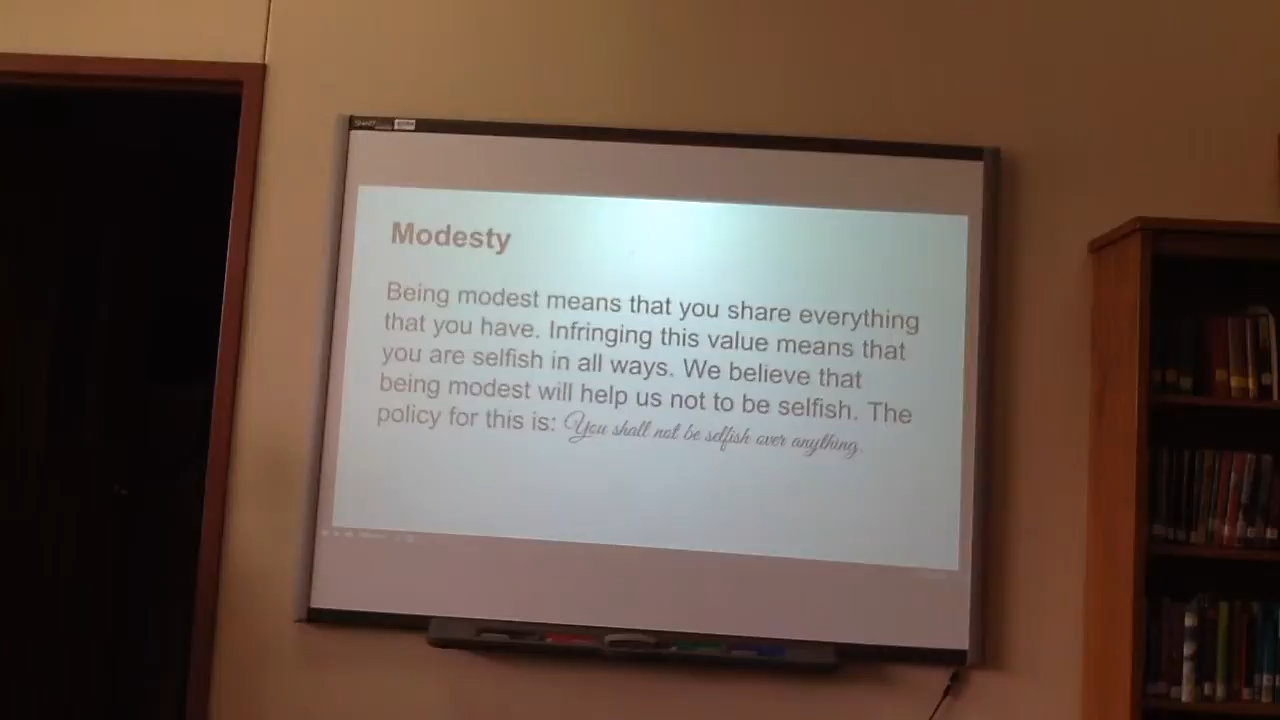 SMART
Modesty
Being modest means that you share everything
that you have. Infringing this value means that
you are selfish in all ways. We believe that
being modest will help us not to be selfish. The
policy for this is: You shall not be selfish over anything.